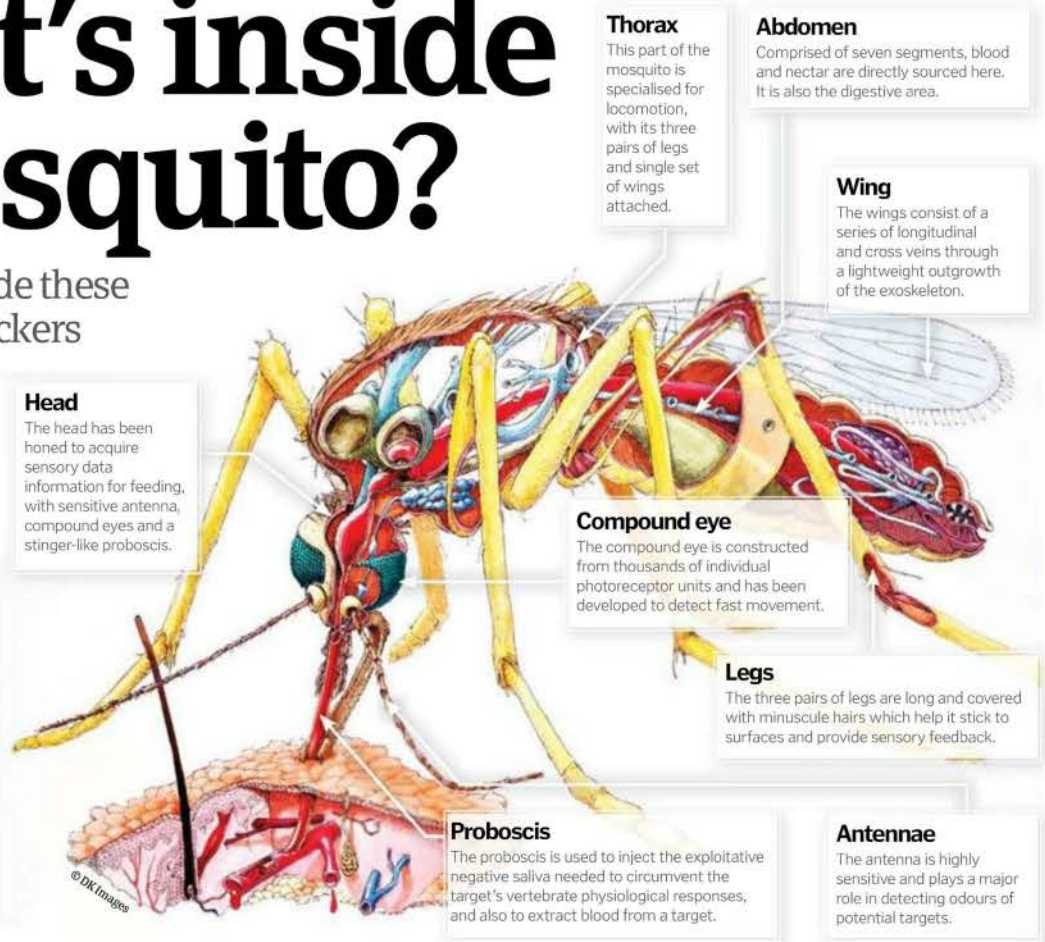 t's inside
squito?
de these
ckers
Thorax
This part of the
mosquito is
specialised for
locomotion,
with its three
pairs of legs
and single set
of wings
attached.
Abdomen
Comprised of seven segments, blood
and nectar are directly sourced here.
It is also the digestive area.
Wing
The wings consist of a
series of longitudinal
and cross veins through
a lightweight outgrowth
of the exoskeleton.
Head
The head has been
honed to acquire
sensory data
information for feeding,
with sensitive antenna,
compound eyes and a
stinger-like proboscis.
Compound eye
The compound eye is constructed
from thousands of individual
photoreceptor units and has been
developed to detect fast movement.
Legs
The three pairs of legs are long and covered
with minuscule hairs which help it stick to
surfaces and provide sensory feedback.
Proboscis
The proboscis is used to inject the exploitative
negative saliva needed to circumvent the
target's vertebrate physiological responses,
and also to extract blood from a target.
Antennae
The antenna is highly
sensitive and plays a major
role in detecting odours of
potential targets.
© DK Images